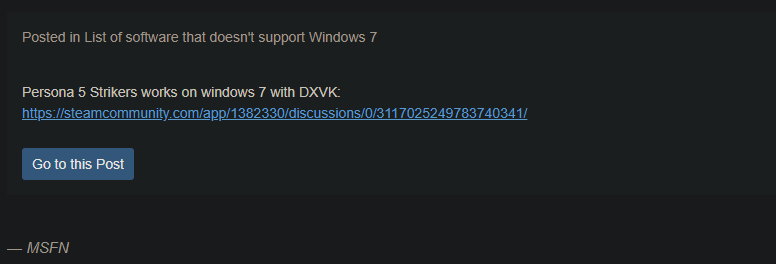 Posted in List of software that doesn't support Windows 7
Persona 5 Strikers works on windows 7 with DXVK:
https://steamcommunity.com/app/1382330/discussions/0/3117025249783740341/
Go to this Post
— MSFN